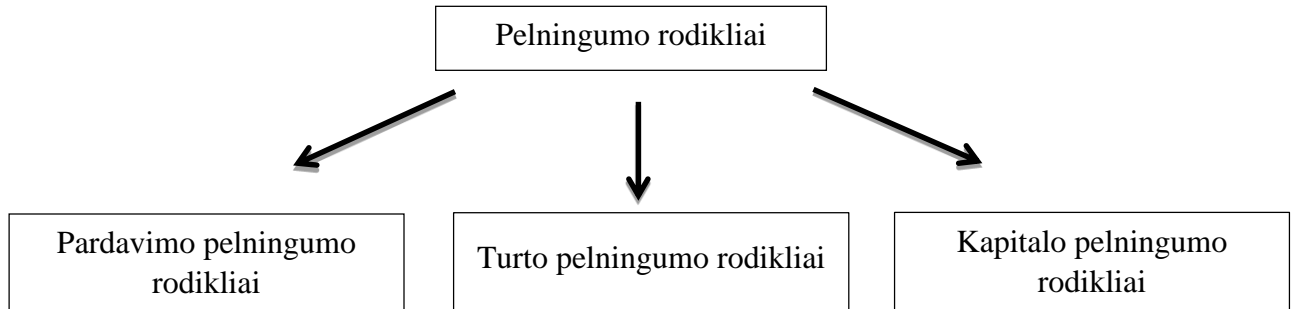 Pelningumo rodikliai
Pardavimo pelningumo
rodikliai
Turto pelningumo rodikliai
Kapitalo pelningumo
rodikliai